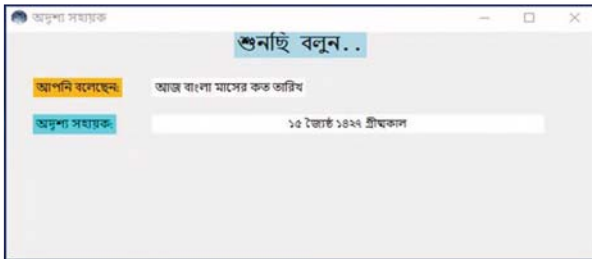 অদৃশ্য সহায়ক
শুনছি বলুন..
আপনি বলেছেন: আজ বাংলা মাসের কত তারিখ
অদৃশ্য সহায়ক: ১৫ জ্যৈষ্ঠ ১৪২৭ গ্রীষ্মকাল